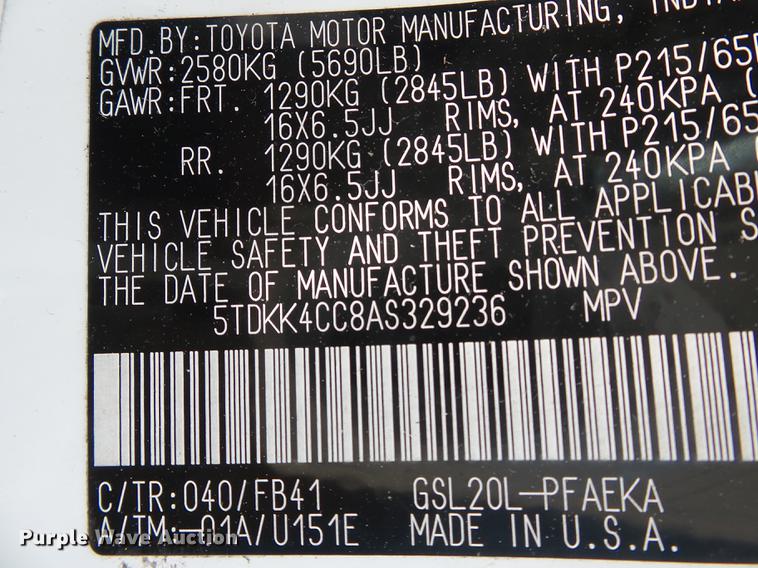 MFD.BY:TOYOTA MOTOR MANUFACTURING,
GVWR:2580KG (5690LB)
GAWR:FRT. 1290KG (2845LB) WITH P215/65
16X6.5JJ RIMS, AT 240KPA (
RR. 1290KG (2845LB) WITH P215/65
16X6.5JJ RIMS, AT 240KPA
THIS VEHICLE CONFORMS TO ALL APPLICAB
VEHICLE SAFETY AND THEFT PREVENTION S
THE DATE OF MANUFACTURE SHOWN ABOVE.
5TDKK4CC8AS329236 MPV
C/TR:040/FB41 GSL20L-PFAEKA
A/TM:-01A/U151E MADE IN U.S.A.
Purple Wave Auction